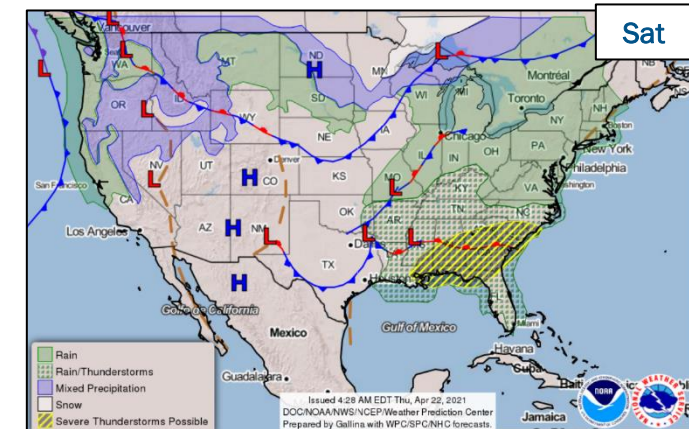 Sat
Vancouver
L
L
L
L
L
L
L
L
L
L
H
H
H
H
WA
OR
ID
MT
ND
MN
SD
WY
NE
IA
WI
MI
IL
IN
OH
PA
NY
NH
NB
VA
KY
TN
NC
AR
MO
OK
KS
CO
UT
NV
CA
AZ
NM
TX
Montréal
Toronto
Boston
New York
Philadelphia
Washington
Chicago
Denver
San Francisco
Los Angeles
Golfo de California
Mexico
Gulf of Mexico
Miami
Havana
Cuba
Guadalajara
Jamaica
Rain
Rain/Thunderstorms
Mixed Precipitation
Snow
Severe Thunderstorms Possible
Issued 4:28 AM EDT Thu, Apr 22, 2021
DOC/NOAA/NWS/NCEP/Weather Prediction Center
Prepared by Gallina with WPC/SPC/NHC forecasts.
NOAA